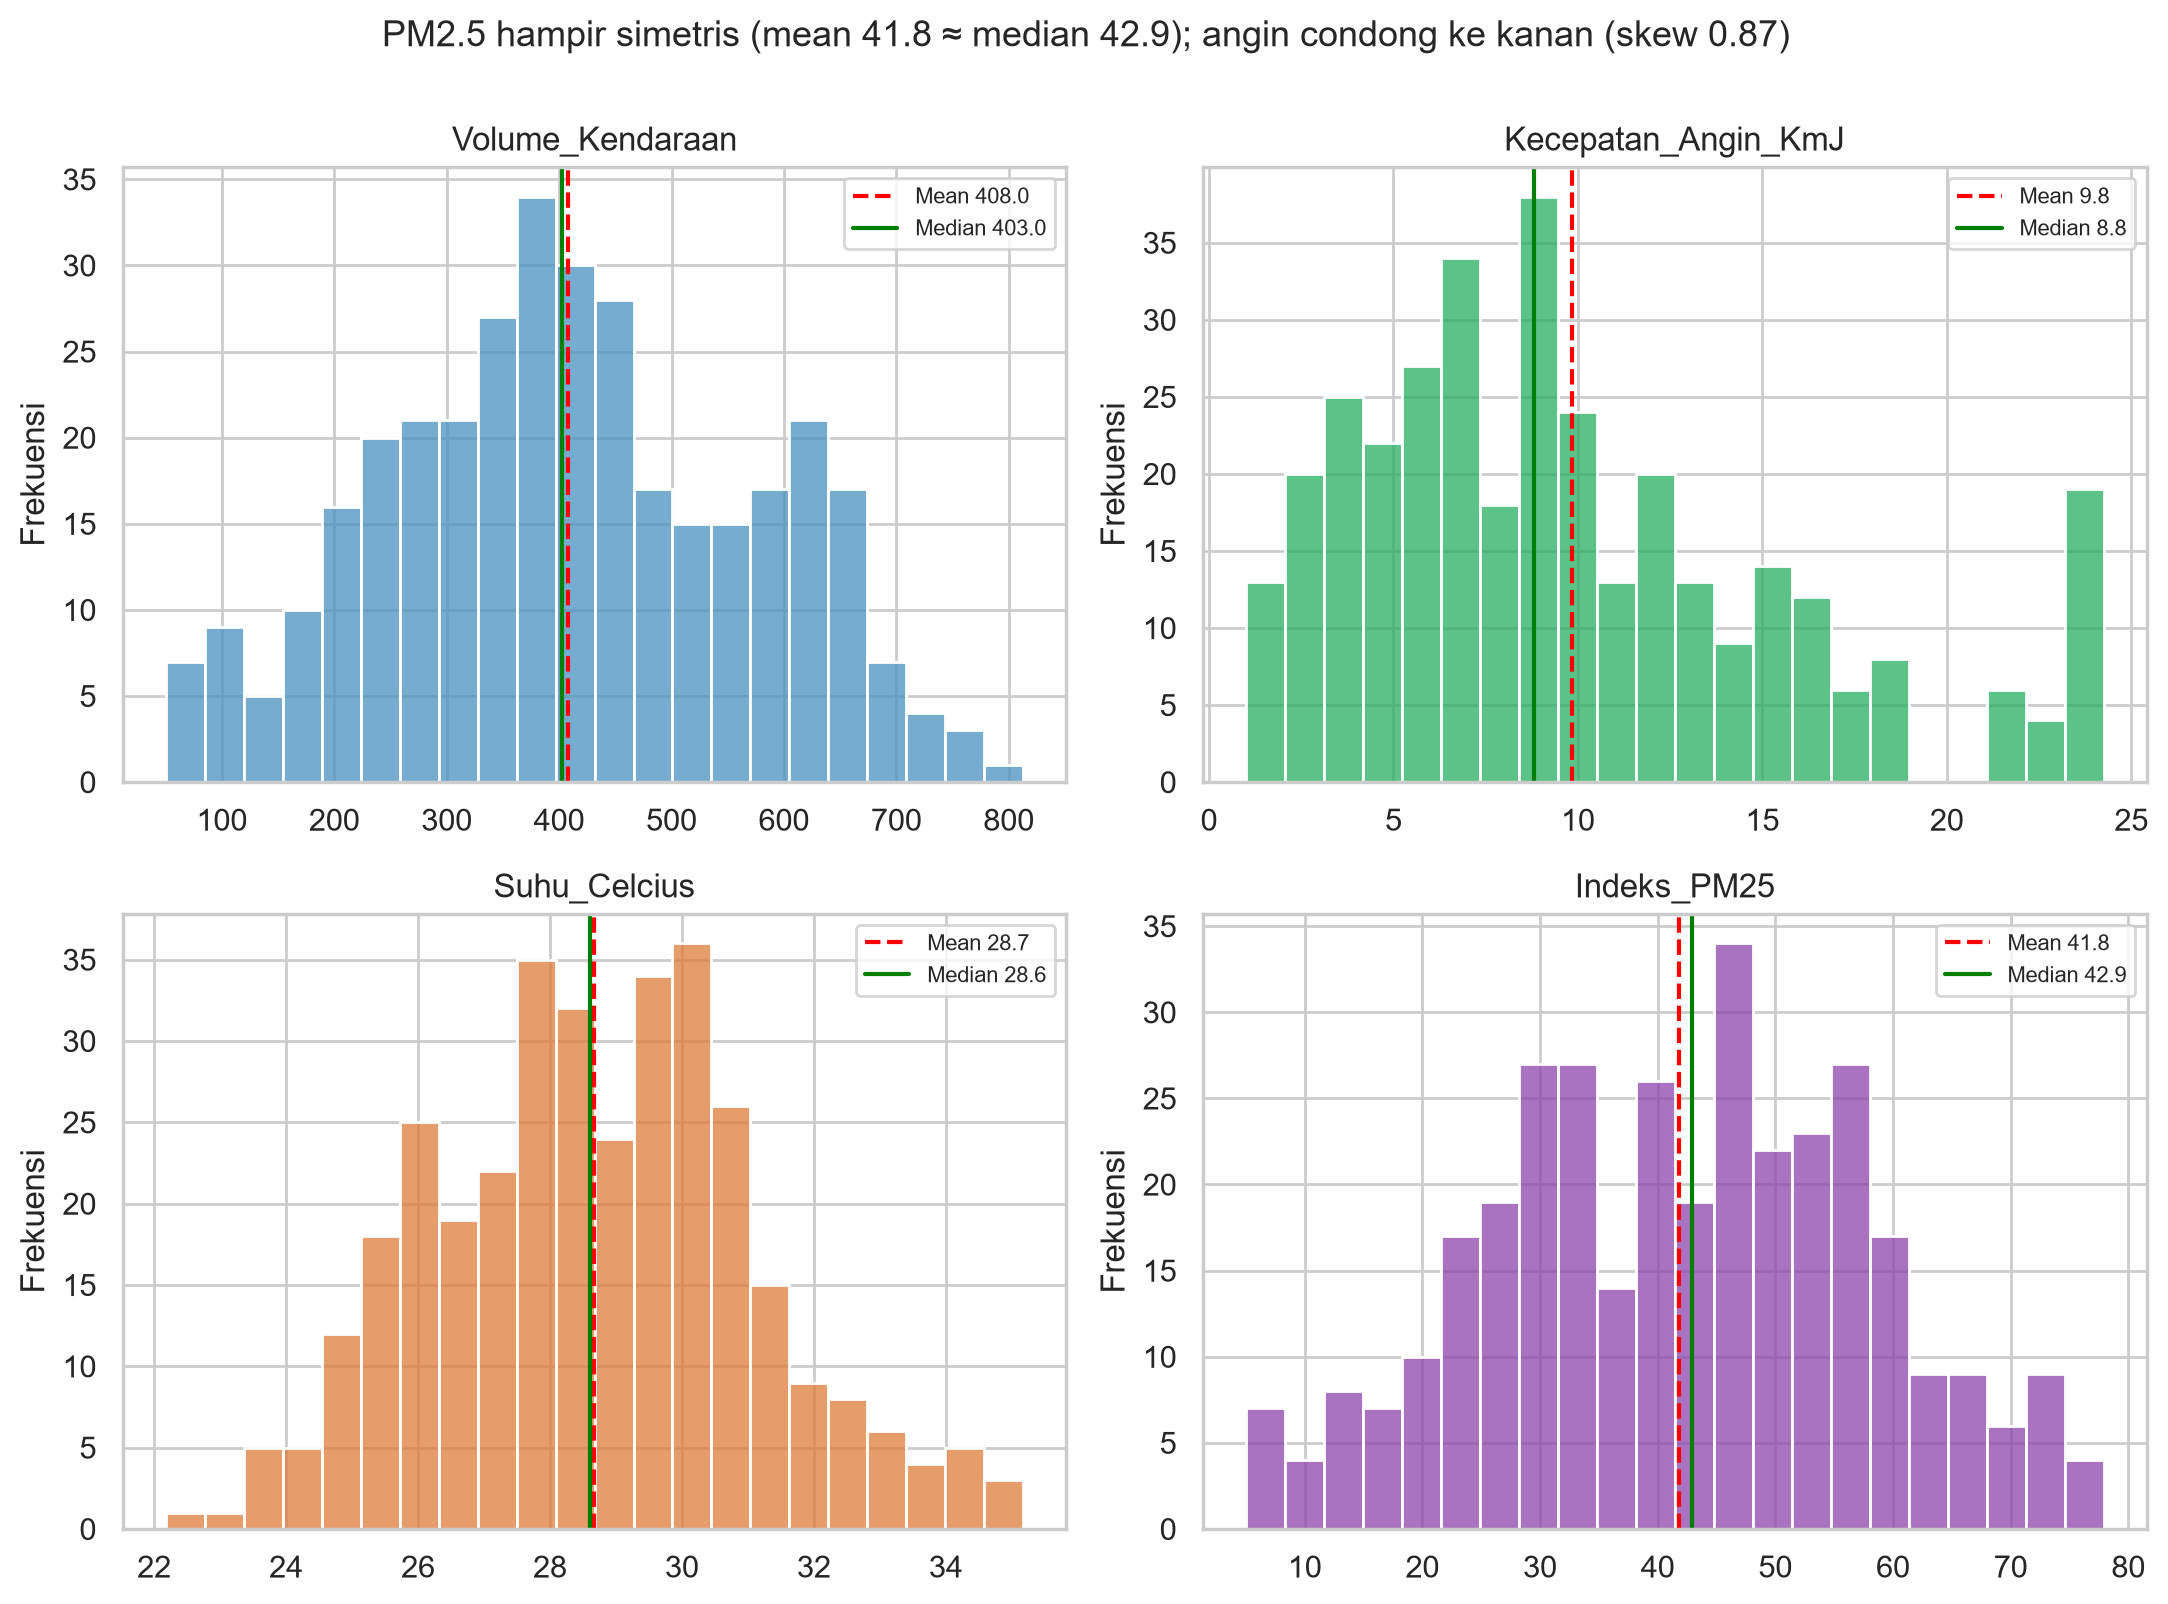 PM2.5 hampir simetris (mean 41.8 ≈ median 42.9); angin condong ke kanan (skew 0.87)
Volume_Kendaraan
Frekuensi
35
30
25
20
15
10
5
0
Mean 408.0
Median 403.0
100 200 300 400 500 600 700 800
Kecepatan_Angin_KmJ
Frekuensi
35
30
25
20
15
10
5
0
Mean 9.8
Median 8.8
0 5 10 15 20 25
Suhu_Celcius
Frekuensi
35
30
25
20
15
10
5
0
Mean 28.7
Median 28.6
22 24 26 28 30 32 34
Indeks_PM25
Frekuensi
35
30
25
20
15
10
5
0
Mean 41.8
Median 42.9
10 20 30 40 50 60 70 80